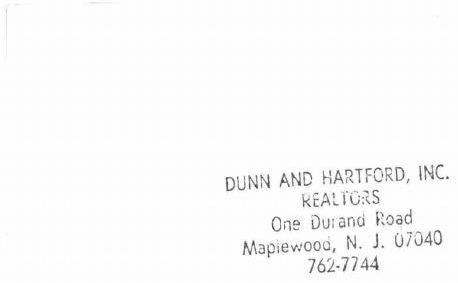 DUNN AND HARTFORD, INC.
REALTORS
One Durand Road
Maplewood, N. J. 07040
762-7744